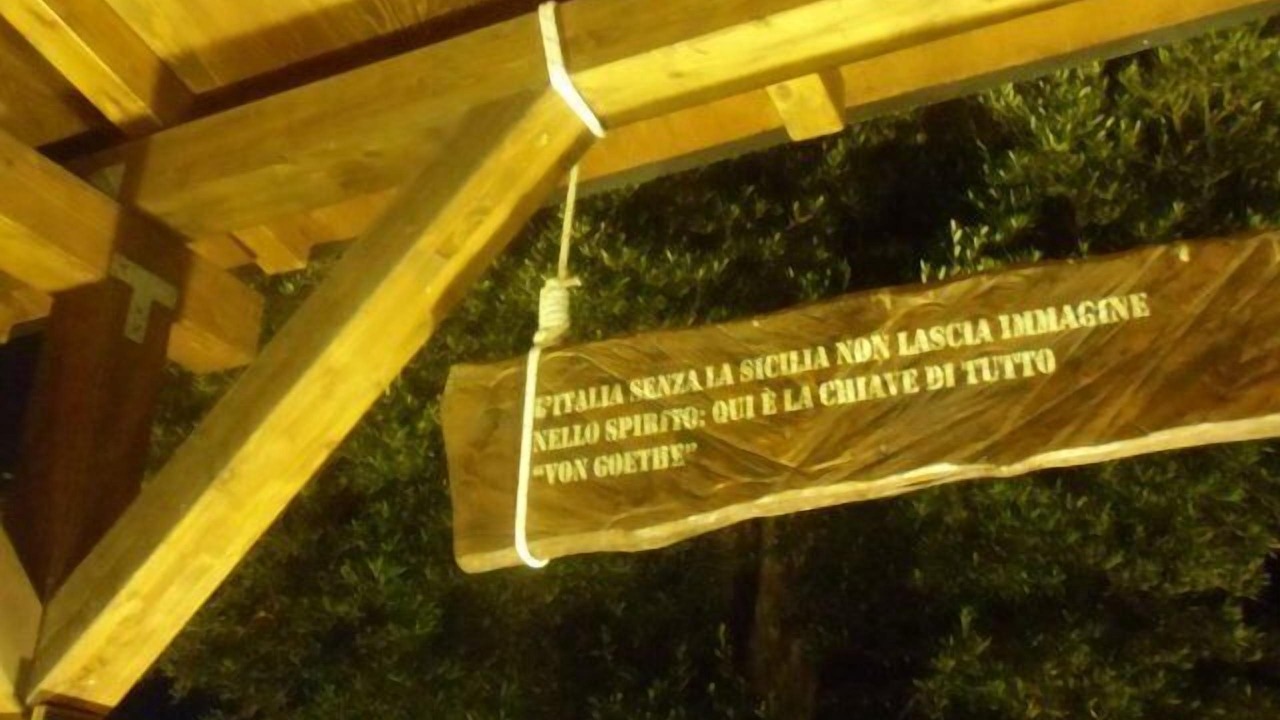 L'ITALIA SENZA LA SICILIA NON LASCIA IMMAGINE
NELLO SPIRITO: QUI È LA CHIAVE DI TUTTO
“VON GOETHE”